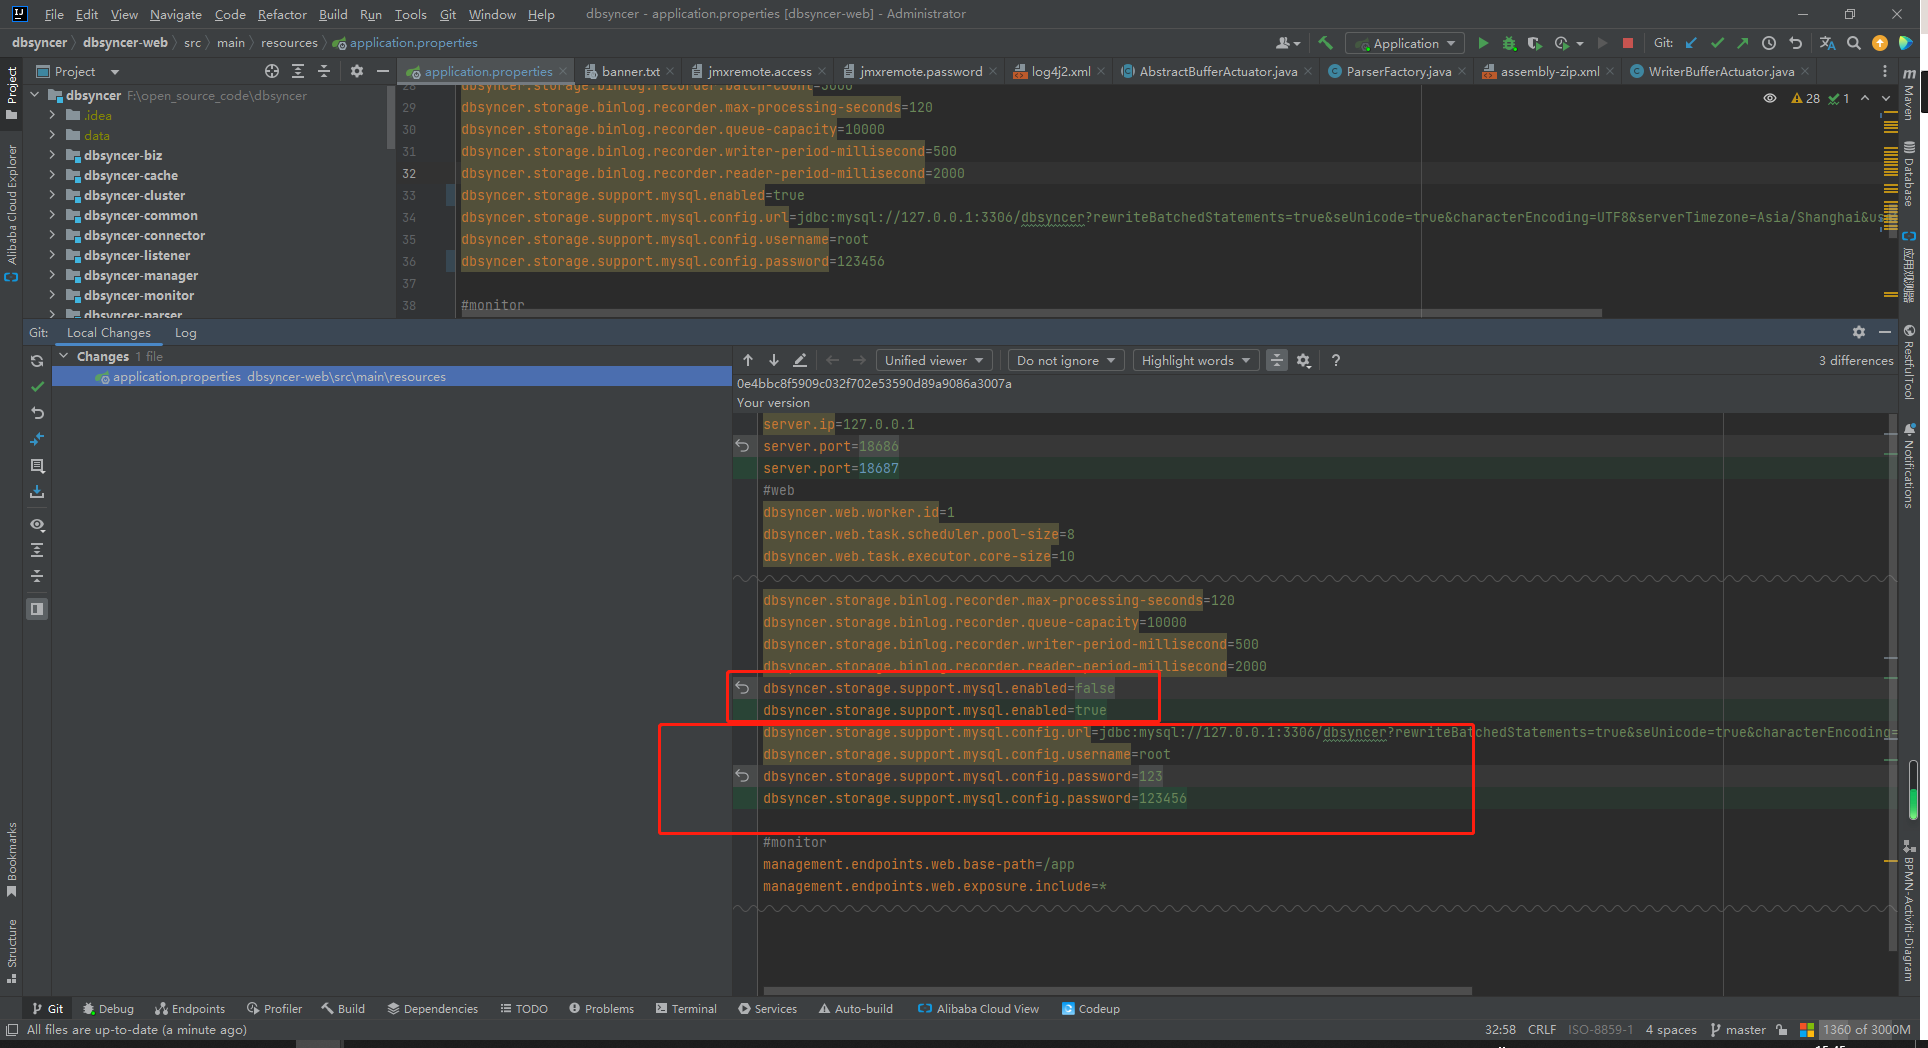 File Edit View Navigate Code Refactor Build Run Tools Git Window Help dbsyncer - application.properties [dbsyncer-web] - Administrator
dbsyncer dbsyncer-web src main resources application.properties Application Git:
Project application.properties banner.txt jmxremote.access jmxremote.password log4j2.xml AbstractBufferActuator.java ParserFactory.java assembly-zip.xml WriterBufferActuator.java
dbsyncer F:\open_source_code\dbsyncer
.idea
data
dbsyncer-biz
dbsyncer-cache
dbsyncer-cluster
dbsyncer-common
dbsyncer-connector
dbsyncer-listener
dbsyncer-manager
dbsyncer-monitor
dbsyncer-parser
28 dbsyncer.storage.binlog.recorder.batch-count=3000
29 dbsyncer.storage.binlog.recorder.max-processing-seconds=120
30 dbsyncer.storage.binlog.recorder.queue-capacity=10000
31 dbsyncer.storage.binlog.recorder.writer-period-millisecond=500
32 dbsyncer.storage.binlog.recorder.reader-period-millisecond=2000
33 dbsyncer.storage.support.mysql.enabled=true
34 dbsyncer.storage.support.mysql.config.url=jdbc:mysql://127.0.0.1:3306/dbsyncer?rewriteBatchedStatements=true&seUnicode=true&characterEncoding=UTF8&serverTimezone=Asia/Shanghai&us
35 dbsyncer.storage.support.mysql.config.username=root
36 dbsyncer.storage.support.mysql.config.password=123456
37
38 #monitor
28 1
Git: Local Changes Log
Changes 1 file
application.properties dbsyncer-web\src\main\resources
Unified viewer Do not ignore Highlight words ? 3 differences
0e4bbc8f5909c032f702e53590d89a9086a3007a
Your version
server.ip=127.0.0.1
server.port=18686
server.port=18687
#web
dbsyncer.web.worker.id=1
dbsyncer.web.task.scheduler.pool-size=8
dbsyncer.web.task.executor.core-size=10
dbsyncer.storage.binlog.recorder.max-processing-seconds=120
dbsyncer.storage.binlog.recorder.queue-capacity=10000
dbsyncer.storage.binlog.recorder.writer-period-millisecond=500
dbsyncer.storage.binlog.recorder.reader-period-millisecond=2000
dbsyncer.storage.support.mysql.enabled=false
dbsyncer.storage.support.mysql.enabled=true
dbsyncer.storage.support.mysql.config.url=jdbc:mysql://127.0.0.1:3306/dbsyncer?rewriteBatchedStatements=true&seUnicode=true&characterEncoding=
dbsyncer.storage.support.mysql.config.username=root
dbsyncer.storage.support.mysql.config.password=123
dbsyncer.storage.support.mysql.config.password=123456
#monitor
management.endpoints.web.base-path=/app
management.endpoints.web.exposure.include=*
Project
Alibaba Cloud Explorer
Bookmarks
Structure
Maven
Database
应用观测器
RestfulTool
Notifications
BPMN-Activiti-Diagram
Git Debug Endpoints Profiler Build Dependencies TODO Problems Terminal Services Auto-build Alibaba Cloud View Codeup
All files are up-to-date (a minute ago) 32:58 CRLF ISO-8859-1 4 spaces master 1360 of 3000M